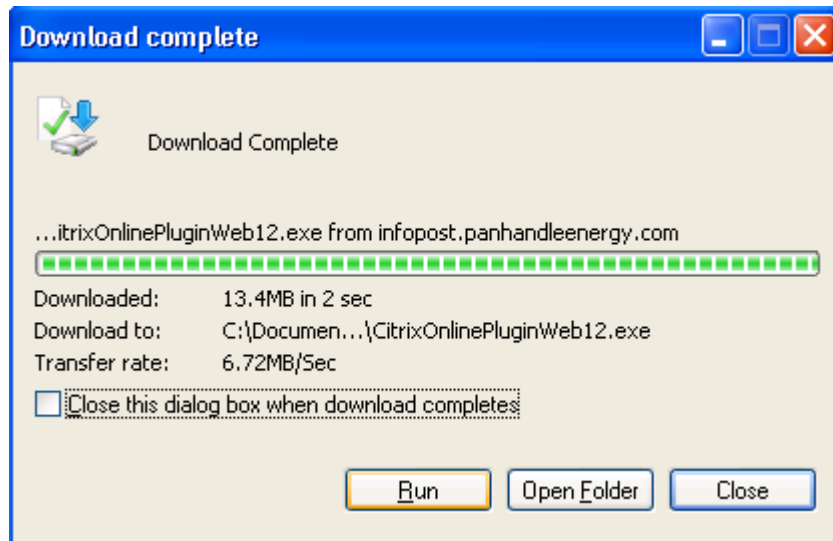 Download complete
Download Complete
...itrixOnlinePluginWeb12.exe from infopost.panhandleenergy.com
Downloaded: 13.4MB in 2 sec
Download to: C:\Documen...\CitrixOnlinePluginWeb12.exe
Transfer rate: 6.72MB/Sec
Close this dialog box when download completes
Run Open Folder Close